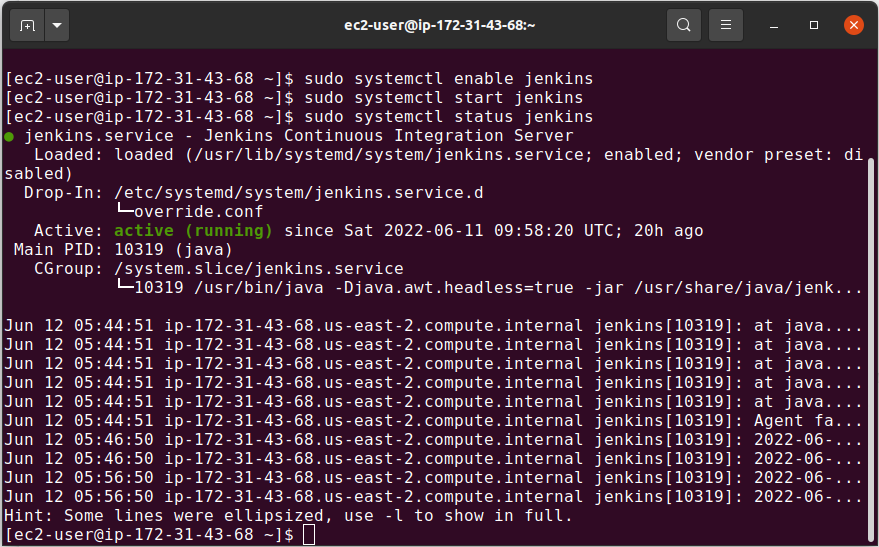 ec2-user@ip-172-31-43-68:~
[ec2-user@ip-172-31-43-68 ~]$ sudo systemctl enable jenkins
[ec2-user@ip-172-31-43-68 ~]$ sudo systemctl start jenkins
[ec2-user@ip-172-31-43-68 ~]$ sudo systemctl status jenkins
● jenkins.service - Jenkins Continuous Integration Server
   Loaded: loaded (/usr/lib/systemd/system/jenkins.service; enabled; vendor preset: di
sabled)
  Drop-In: /etc/systemd/system/jenkins.service.d
           └─override.conf
   Active: active (running) since Sat 2022-06-11 09:58:20 UTC; 20h ago
 Main PID: 10319 (java)
   CGroup: /system.slice/jenkins.service
           └─10319 /usr/bin/java -Djava.awt.headless=true -jar /usr/share/java/jenk...
Jun 12 05:44:51 ip-172-31-43-68.us-east-2.compute.internal jenkins[10319]: at java....
Jun 12 05:44:51 ip-172-31-43-68.us-east-2.compute.internal jenkins[10319]: at java....
Jun 12 05:44:51 ip-172-31-43-68.us-east-2.compute.internal jenkins[10319]: at java....
Jun 12 05:44:51 ip-172-31-43-68.us-east-2.compute.internal jenkins[10319]: at java....
Jun 12 05:44:51 ip-172-31-43-68.us-east-2.compute.internal jenkins[10319]: at java....
Jun 12 05:44:51 ip-172-31-43-68.us-east-2.compute.internal jenkins[10319]: Agent fa...
Jun 12 05:46:50 ip-172-31-43-68.us-east-2.compute.internal jenkins[10319]: 2022-06-...
Jun 12 05:46:50 ip-172-31-43-68.us-east-2.compute.internal jenkins[10319]: 2022-06-...
Jun 12 05:56:50 ip-172-31-43-68.us-east-2.compute.internal jenkins[10319]: 2022-06-...
Jun 12 05:56:50 ip-172-31-43-68.us-east-2.compute.internal jenkins[10319]: 2022-06-...
Hint: Some lines were ellipsized, use -l to show in full.
[ec2-user@ip-172-31-43-68 ~]$